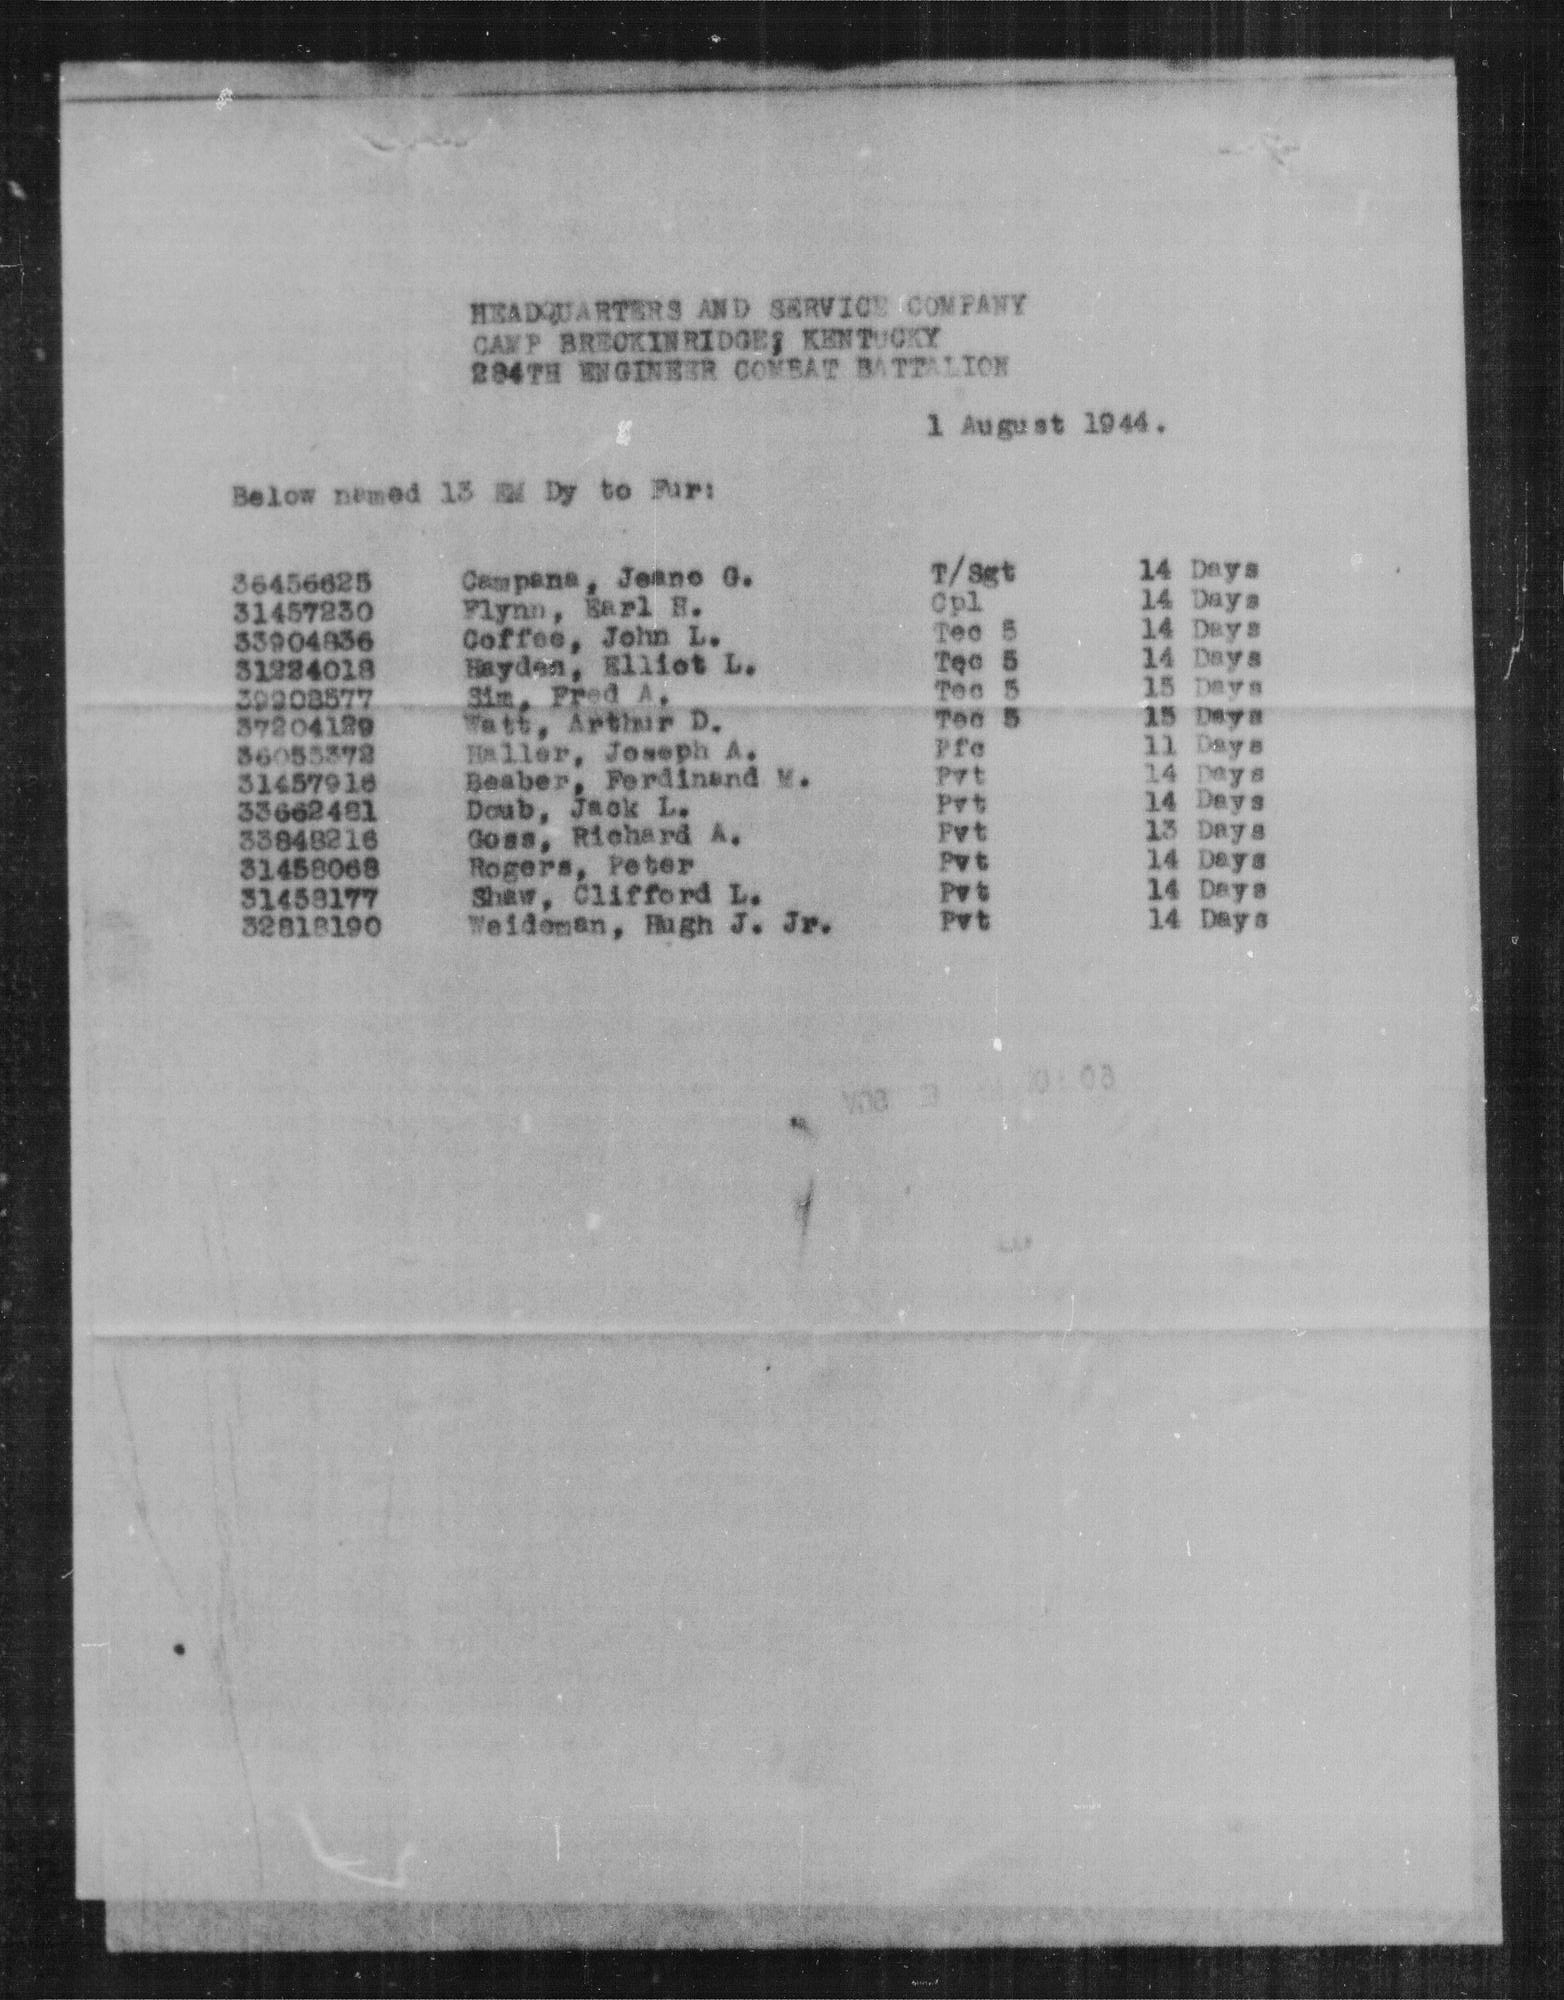 HEADQUARTERS AND SERVICE COMPANY
CAMP BRECKINRIDGE, KENTUCKY
284TH ENGINEER COMBAT BATTALION
1 August 1944.
Below named 13 EM Dy to Fur:
36456625 Campana, Jeano G. T/Sgt 14 Days
31457230 Flynn, Earl H. Cpl 14 Days
33904836 Coffee, John L. Tec 5 14 Days
31224018 Hayden, Elliot L. Tec 5 14 Days
39908577 Sim, Fred A. Tec 5 15 Days
37204129 Watt, Arthur D. Tec 5 15 Days
36055372 Haller, Joseph A. Pfc 11 Days
31457916 Beaber, Ferdinand W. Pvt 14 Days
33662481 Doub, Jack L. Pvt 14 Days
33848216 Goss, Richard A. Pvt 13 Days
31458068 Rogers, Peter Pvt 14 Days
31458177 Shaw, Clifford L. Pvt 14 Days
32818190 Weideman, Hugh J. Jr. Pvt 14 Days